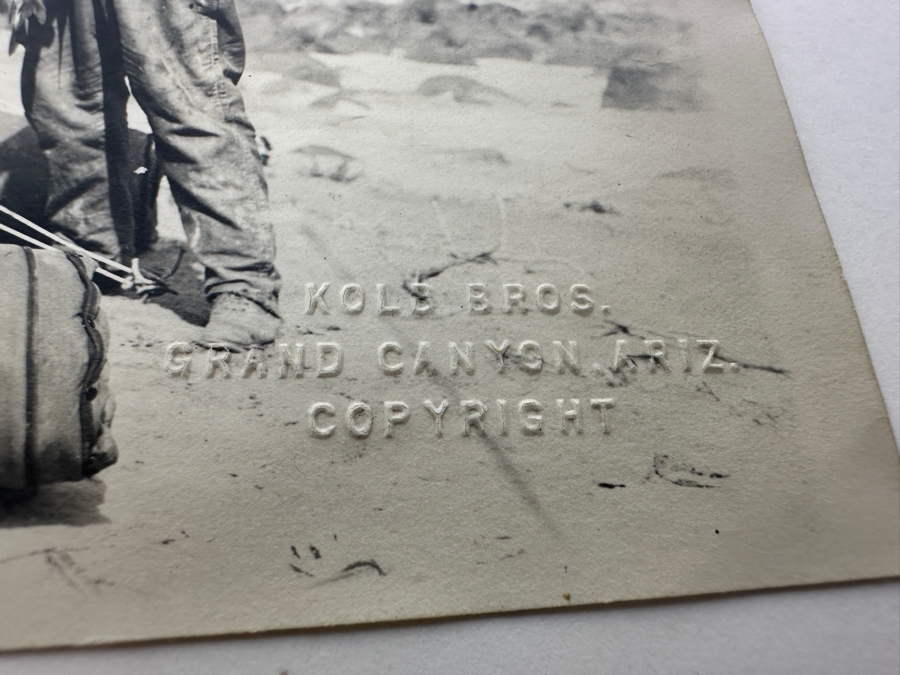 KOLB BROS.
GRAND CANYON, ARIZ.
COPYRIGHT